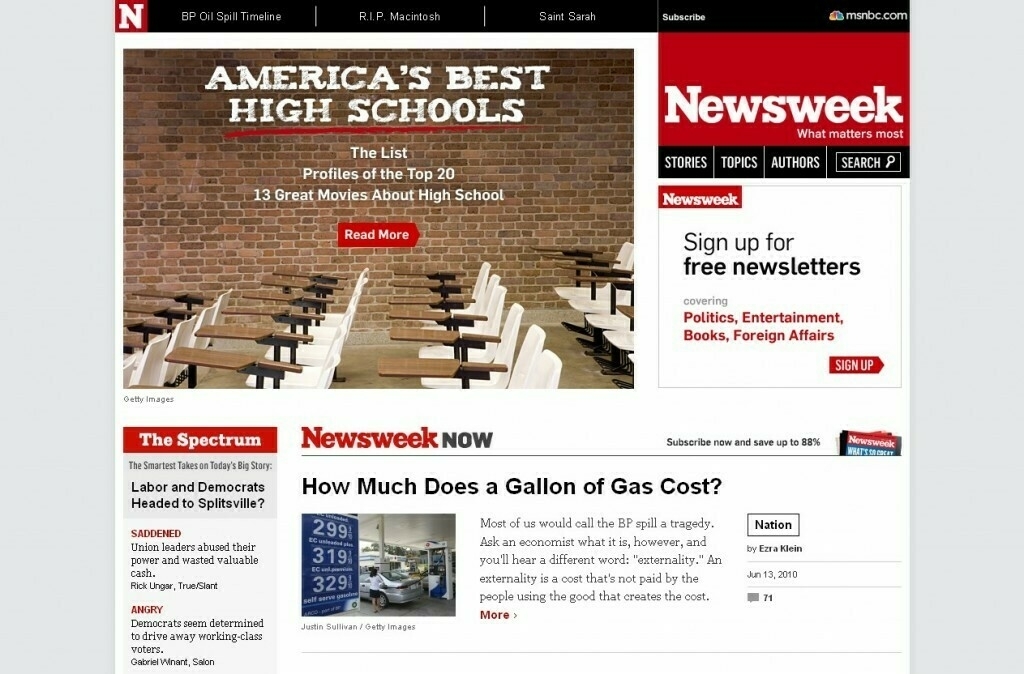 N
BP Oil Spill Timeline
R.I.P. Macintosh
Saint Sarah
Subscribe
msnbc.com
AMERICA'S BEST
HIGH SCHOOLS
The List
Profiles of the Top 20
13 Great Movies About High School
Read More
Getty Images
Newsweek
What matters most
STORIES
TOPICS
AUTHORS
SEARCH
Newsweek
Sign up for
free newsletters
covering
Politics, Entertainment,
Books, Foreign Affairs
SIGN UP
The Spectrum
The Smartest Takes on Today's Big Story:
Labor and Democrats
Headed to Splitsville?
SADDENED
Union leaders abused their
power and wasted valuable
cash.
Rick Ungar, True/Slant
ANGRY
Democrats seem determined
to drive away working-class
voters.
Gabriel Winant, Salon
Newsweek NOW
Subscribe now and save up to 88%
Newsweek
WHAT'S SO GREAT
How Much Does a Gallon of Gas Cost?
299
EC unleaded plus
319
EC supreme
329
self serve
Justin Sullivan / Getty Images
Most of us would call the BP spill a tragedy.
Ask an economist what it is, however, and
you'll hear a different word: "externality." An
externality is a cost that's not paid by the
people using the good that creates the cost.
More ›
Nation
by Ezra Klein
Jun 13, 2010
71